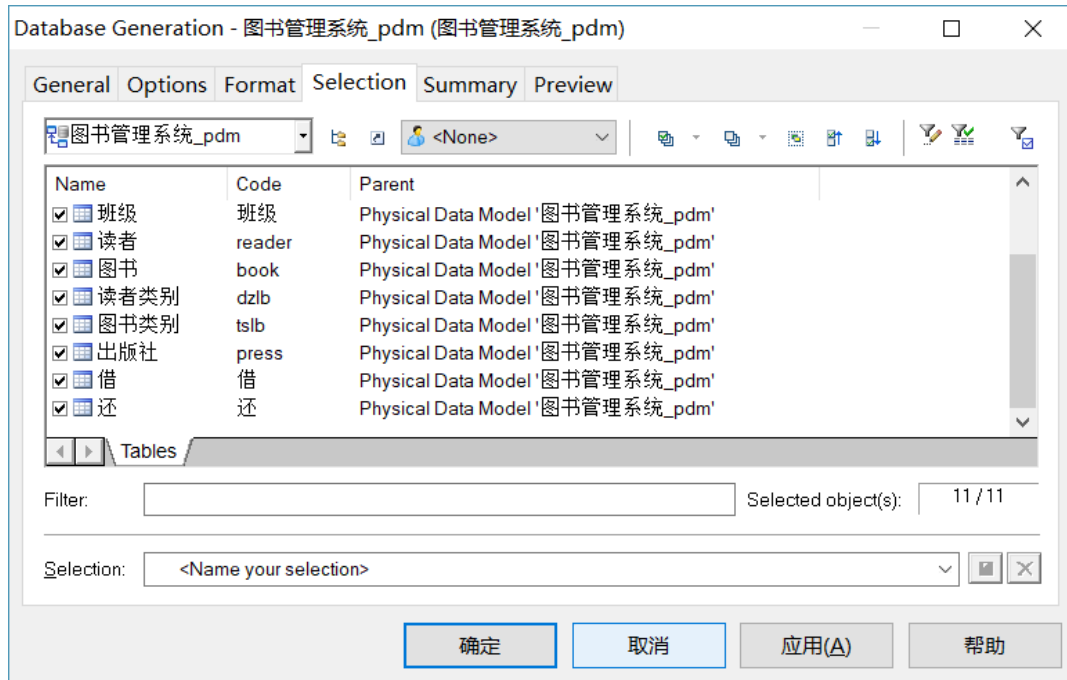 Database Generation - 图书管理系统_pdm (图书管理系统_pdm)
General Options Format Selection Summary Preview
图书管理系统_pdm <None>
Name Code Parent
班级 班级 Physical Data Model '图书管理系统_pdm'
读者 reader Physical Data Model '图书管理系统_pdm'
图书 book Physical Data Model '图书管理系统_pdm'
读者类别 dzlb Physical Data Model '图书管理系统_pdm'
图书类别 tslb Physical Data Model '图书管理系统_pdm'
出版社 press Physical Data Model '图书管理系统_pdm'
借 借 Physical Data Model '图书管理系统_pdm'
还 还 Physical Data Model '图书管理系统_pdm'
Tables
Filter: Selected object(s): 11/11
Selection: <Name your selection>
确定 取消 应用(A) 帮助